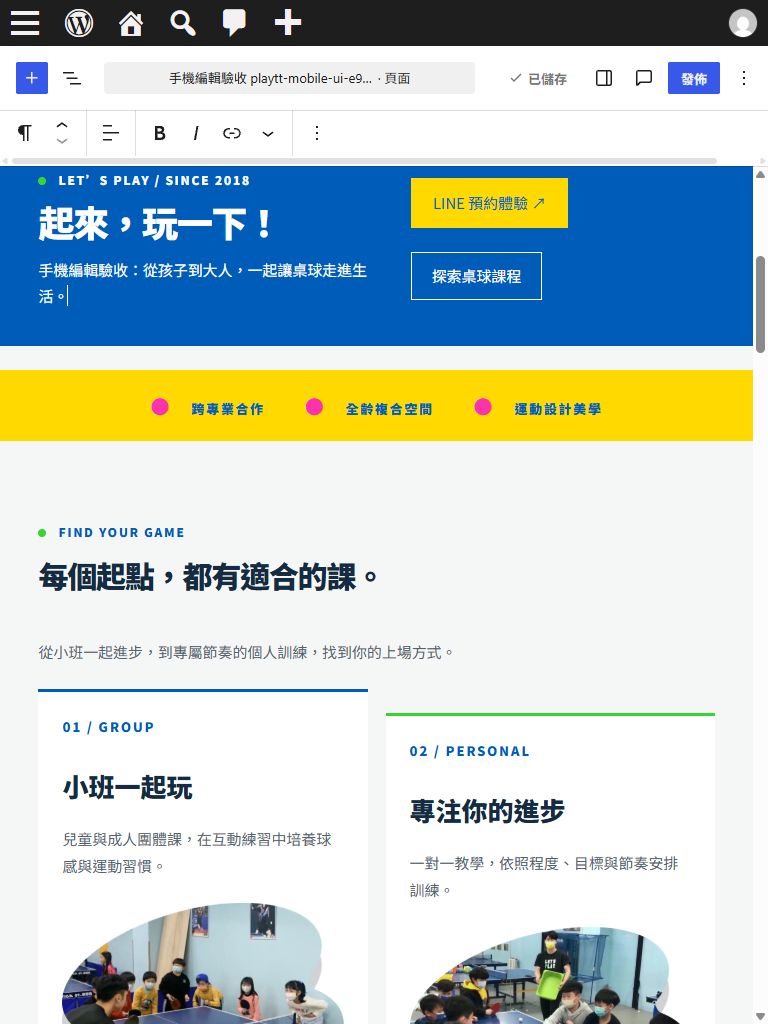 手機編輯驗收 playtt-mobile-ui-e9... · 頁面
已儲存
發佈
B I
LET'S PLAY / SINCE 2018
起來，玩一下！
手機編輯驗收：從孩子到大人，一起讓桌球走進生
活。
LINE 預約體驗 ↗
探索桌球課程
跨專業合作
全齡複合空間
運動設計美學
FIND YOUR GAME
每個起點，都有適合的課。
從小班一起進步，到專屬節奏的個人訓練，找到你的上場方式。
01 / GROUP
小班一起玩
兒童與成人團體課，在互動練習中培養球
感與運動習慣。
02 / PERSONAL
專注你的進步
一對一教學，依照程度、目標與節奏安排
訓練。
LET'S
PLAY